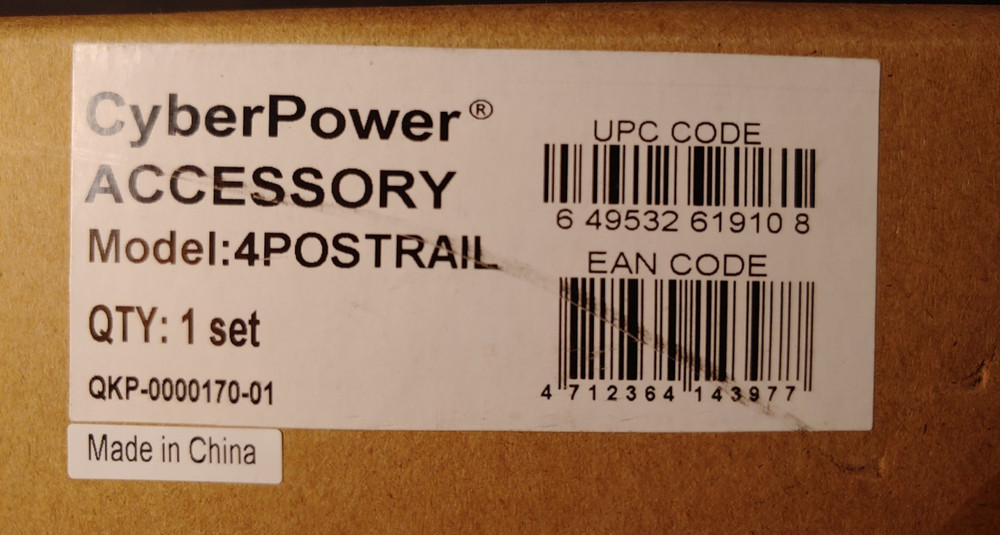 CyberPower®
ACCESSORY
Model:4POSTRAIL
QTY: 1 set
QKP-0000170-01
Made in China
UPC CODE
6 49532 61910 8
EAN CODE
4 712364 143977